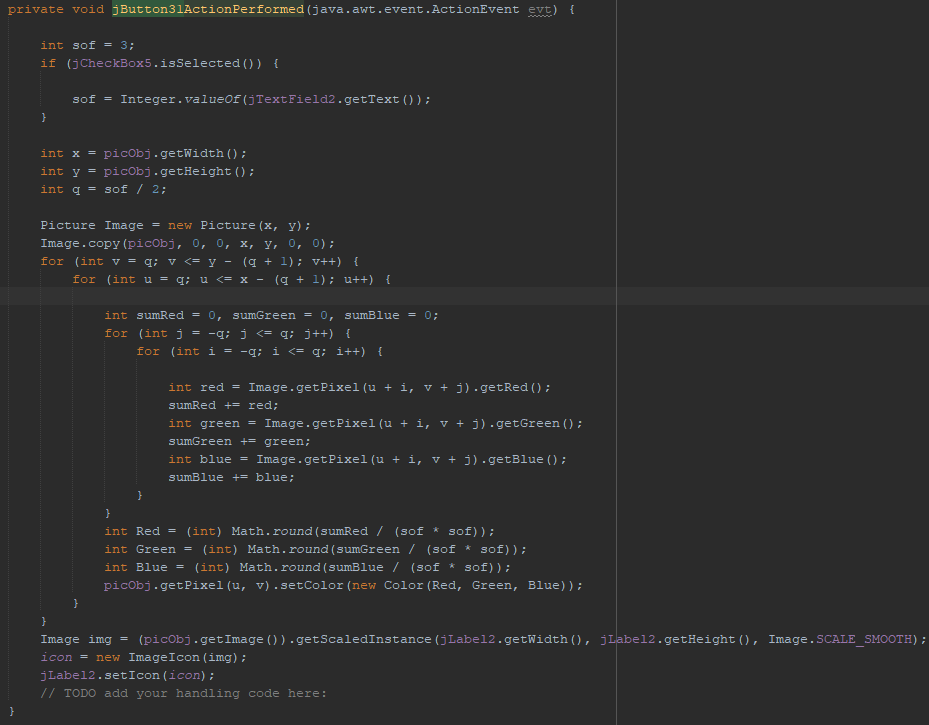 private void jButton31ActionPerformed(java.awt.event.ActionEvent evt) {
int sof = 3;
if (jCheckBox5.isSelected()) {
sof = Integer.valueOf(jTextField2.getText());
}
int x = picObj.getWidth();
int y = picObj.getHeight();
int q = sof / 2;
Picture Image = new Picture(x, y);
Image.copy(picObj, 0, 0, x, y, 0, 0);
for (int v = q; v <= y - (q + 1); v++) {
for (int u = q; u <= x - (q + 1); u++) {
int sumRed = 0, sumGreen = 0, sumBlue = 0;
for (int j = -q; j <= q; j++) {
for (int i = -q; i <= q; i++) {
int red = Image.getPixel(u + i, v + j).getRed();
sumRed += red;
int green = Image.getPixel(u + i, v + j).getGreen();
sumGreen += green;
int blue = Image.getPixel(u + i, v + j).getBlue();
sumBlue += blue;
}
}
int Red = (int) Math.round(sumRed / (sof * sof));
int Green = (int) Math.round(sumGreen / (sof * sof));
int Blue = (int) Math.round(sumBlue / (sof * sof));
picObj.getPixel(u, v).setColor(new Color(Red, Green, Blue));
}
}
Image img = (picObj.getImage()).getScaledInstance(jLabel2.getWidth(), jLabel2.getHeight(), Image.SCALE_SMOOTH);
icon = new ImageIcon(img);
jLabel2.setIcon(icon);
// TODO add your handling code here:
}